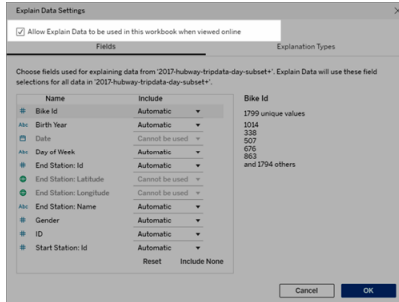 Explain Data Settings
Allow Explain Data to be used in this workbook when viewed online
Fields Explanation Types
Choose fields used for explaining data from '2017-hubway-tripdata-day-subset+'. Explain Data will use these field
selections for all data in '2017-hubway-tripdata-day-subset+'.
Name Include Bike Id
# Bike Id Automatic 1799 unique values
Abc Birth Year Automatic 1014
Date Cannot be used 338
Abc Day of Week Automatic 507
# End Station: Id Automatic 676
End Station: Latitude Cannot be used 863
End Station: Longitude Cannot be used and 1794 others
Abc End Station: Name Automatic
# Gender Automatic
# ID Automatic
# Start Station: Id Automatic
Reset Include None
Cancel OK